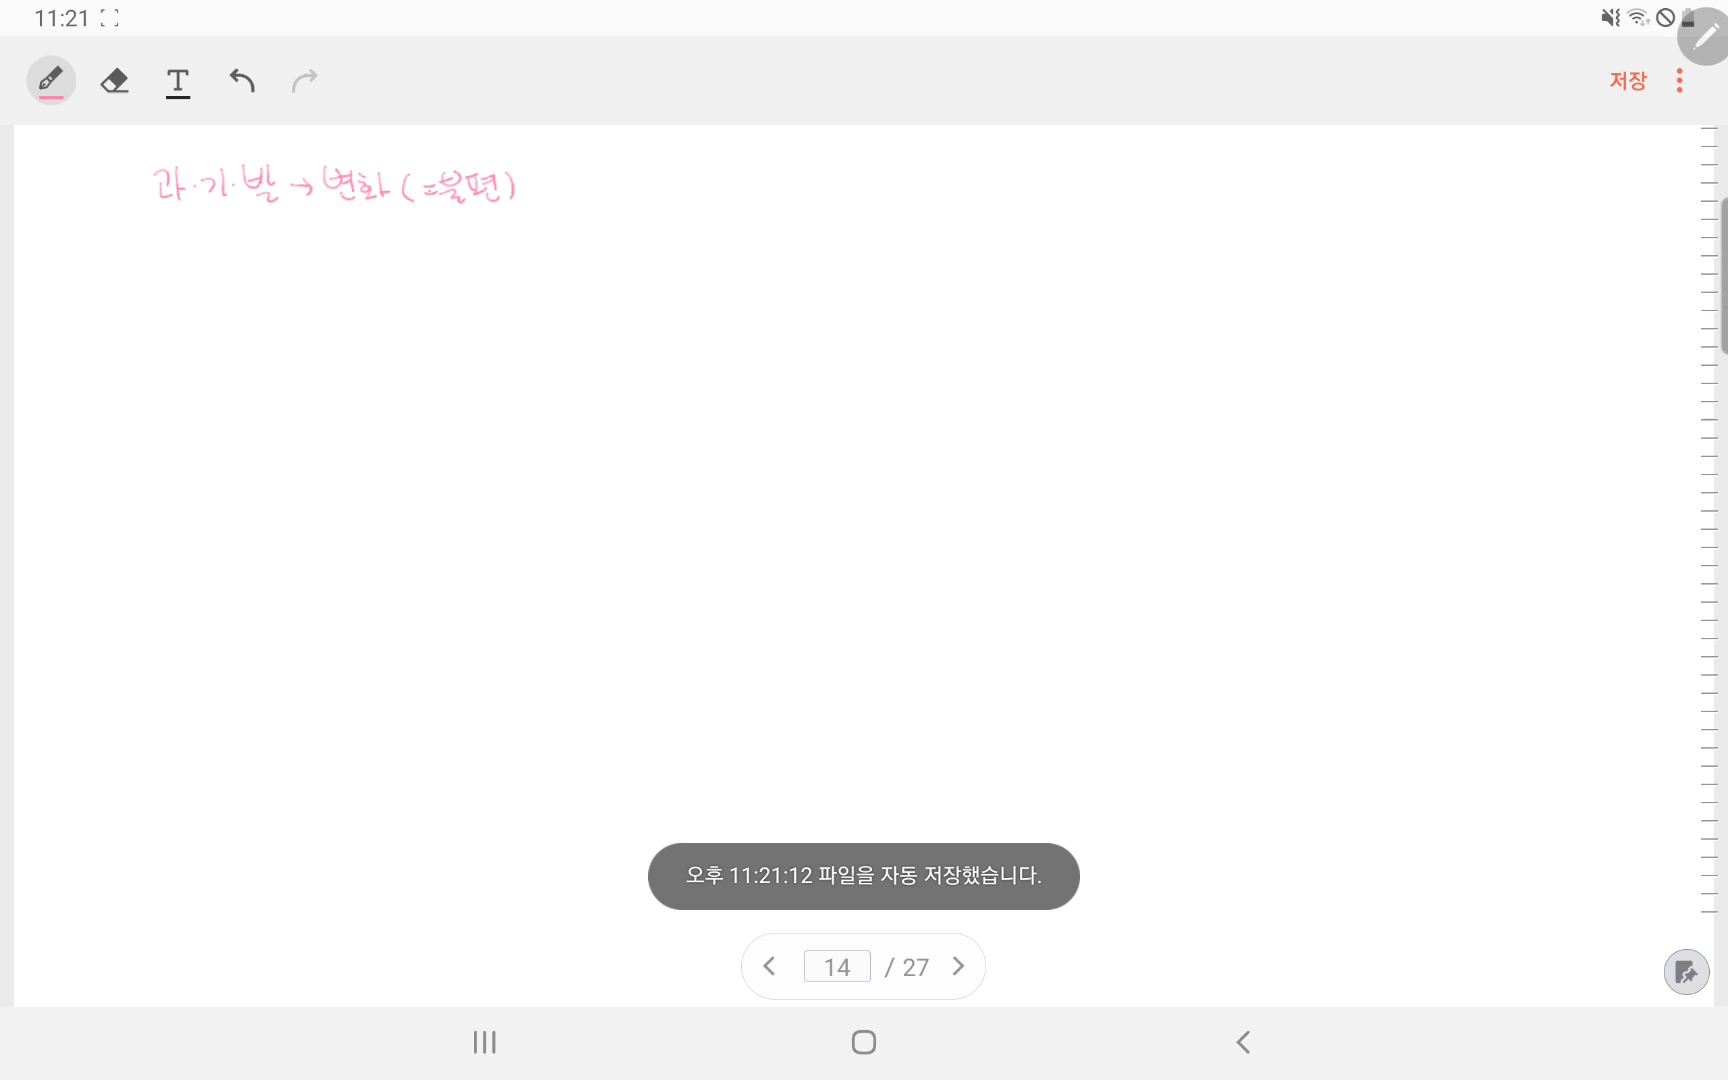 11:21
저장
과·기·발 → 변화 (=불편)
오후 11:21:12 파일을 자동 저장했습니다.
14 / 27